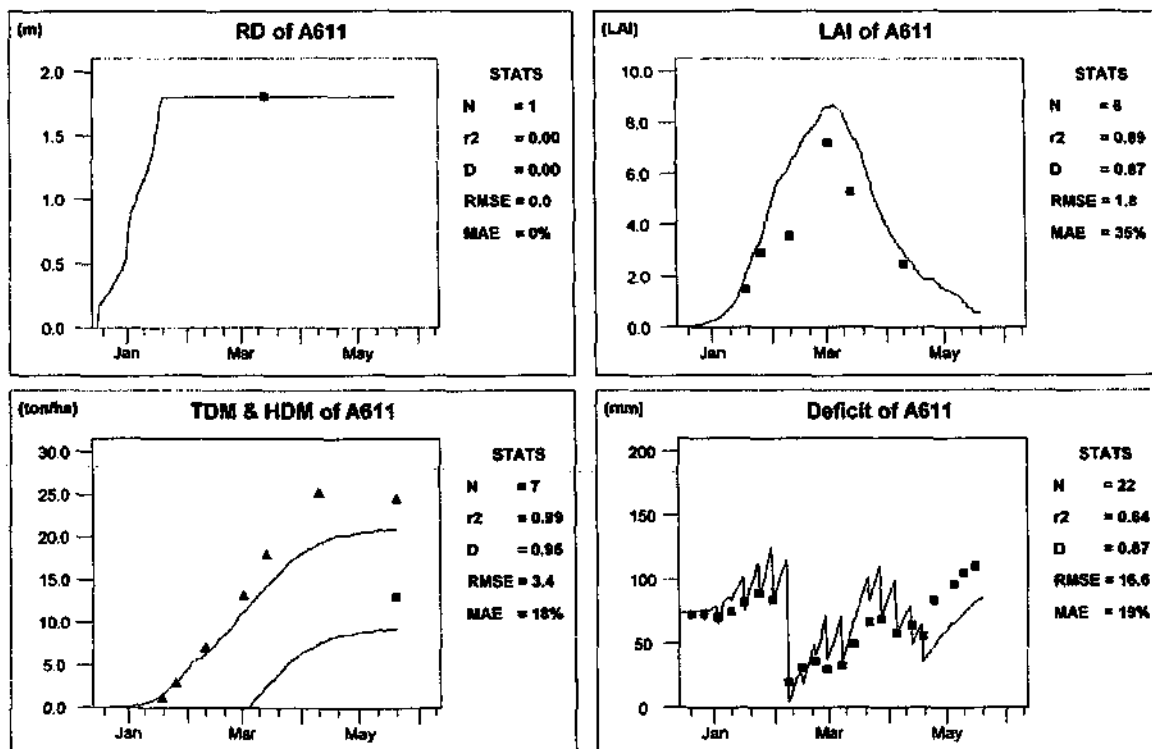 (m) RD of A611
2.0
1.5
1.0
0.5
0.0
Jan Mar May
STATS
N = 1
r2 = 0.00
D = 0.00
RMSE = 0.0
MAE = 0%
(LAI) LAI of A611
10.0
8.0
6.0
4.0
2.0
0.0
Jan Mar May
STATS
N = 6
r2 = 0.89
D = 0.87
RMSE = 1.8
MAE = 35%
(ton/ha) TDM & HDM of A611
30.0
25.0
20.0
15.0
10.0
5.0
0.0
Jan Mar May
STATS
N = 7
r2 = 0.99
D = 0.95
RMSE = 3.4
MAE = 18%
(mm) Deficit of A611
200
150
100
50
0
Jan Mar May
STATS
N = 22
r2 = 0.64
D = 0.87
RMSE = 16.6
MAE = 19%